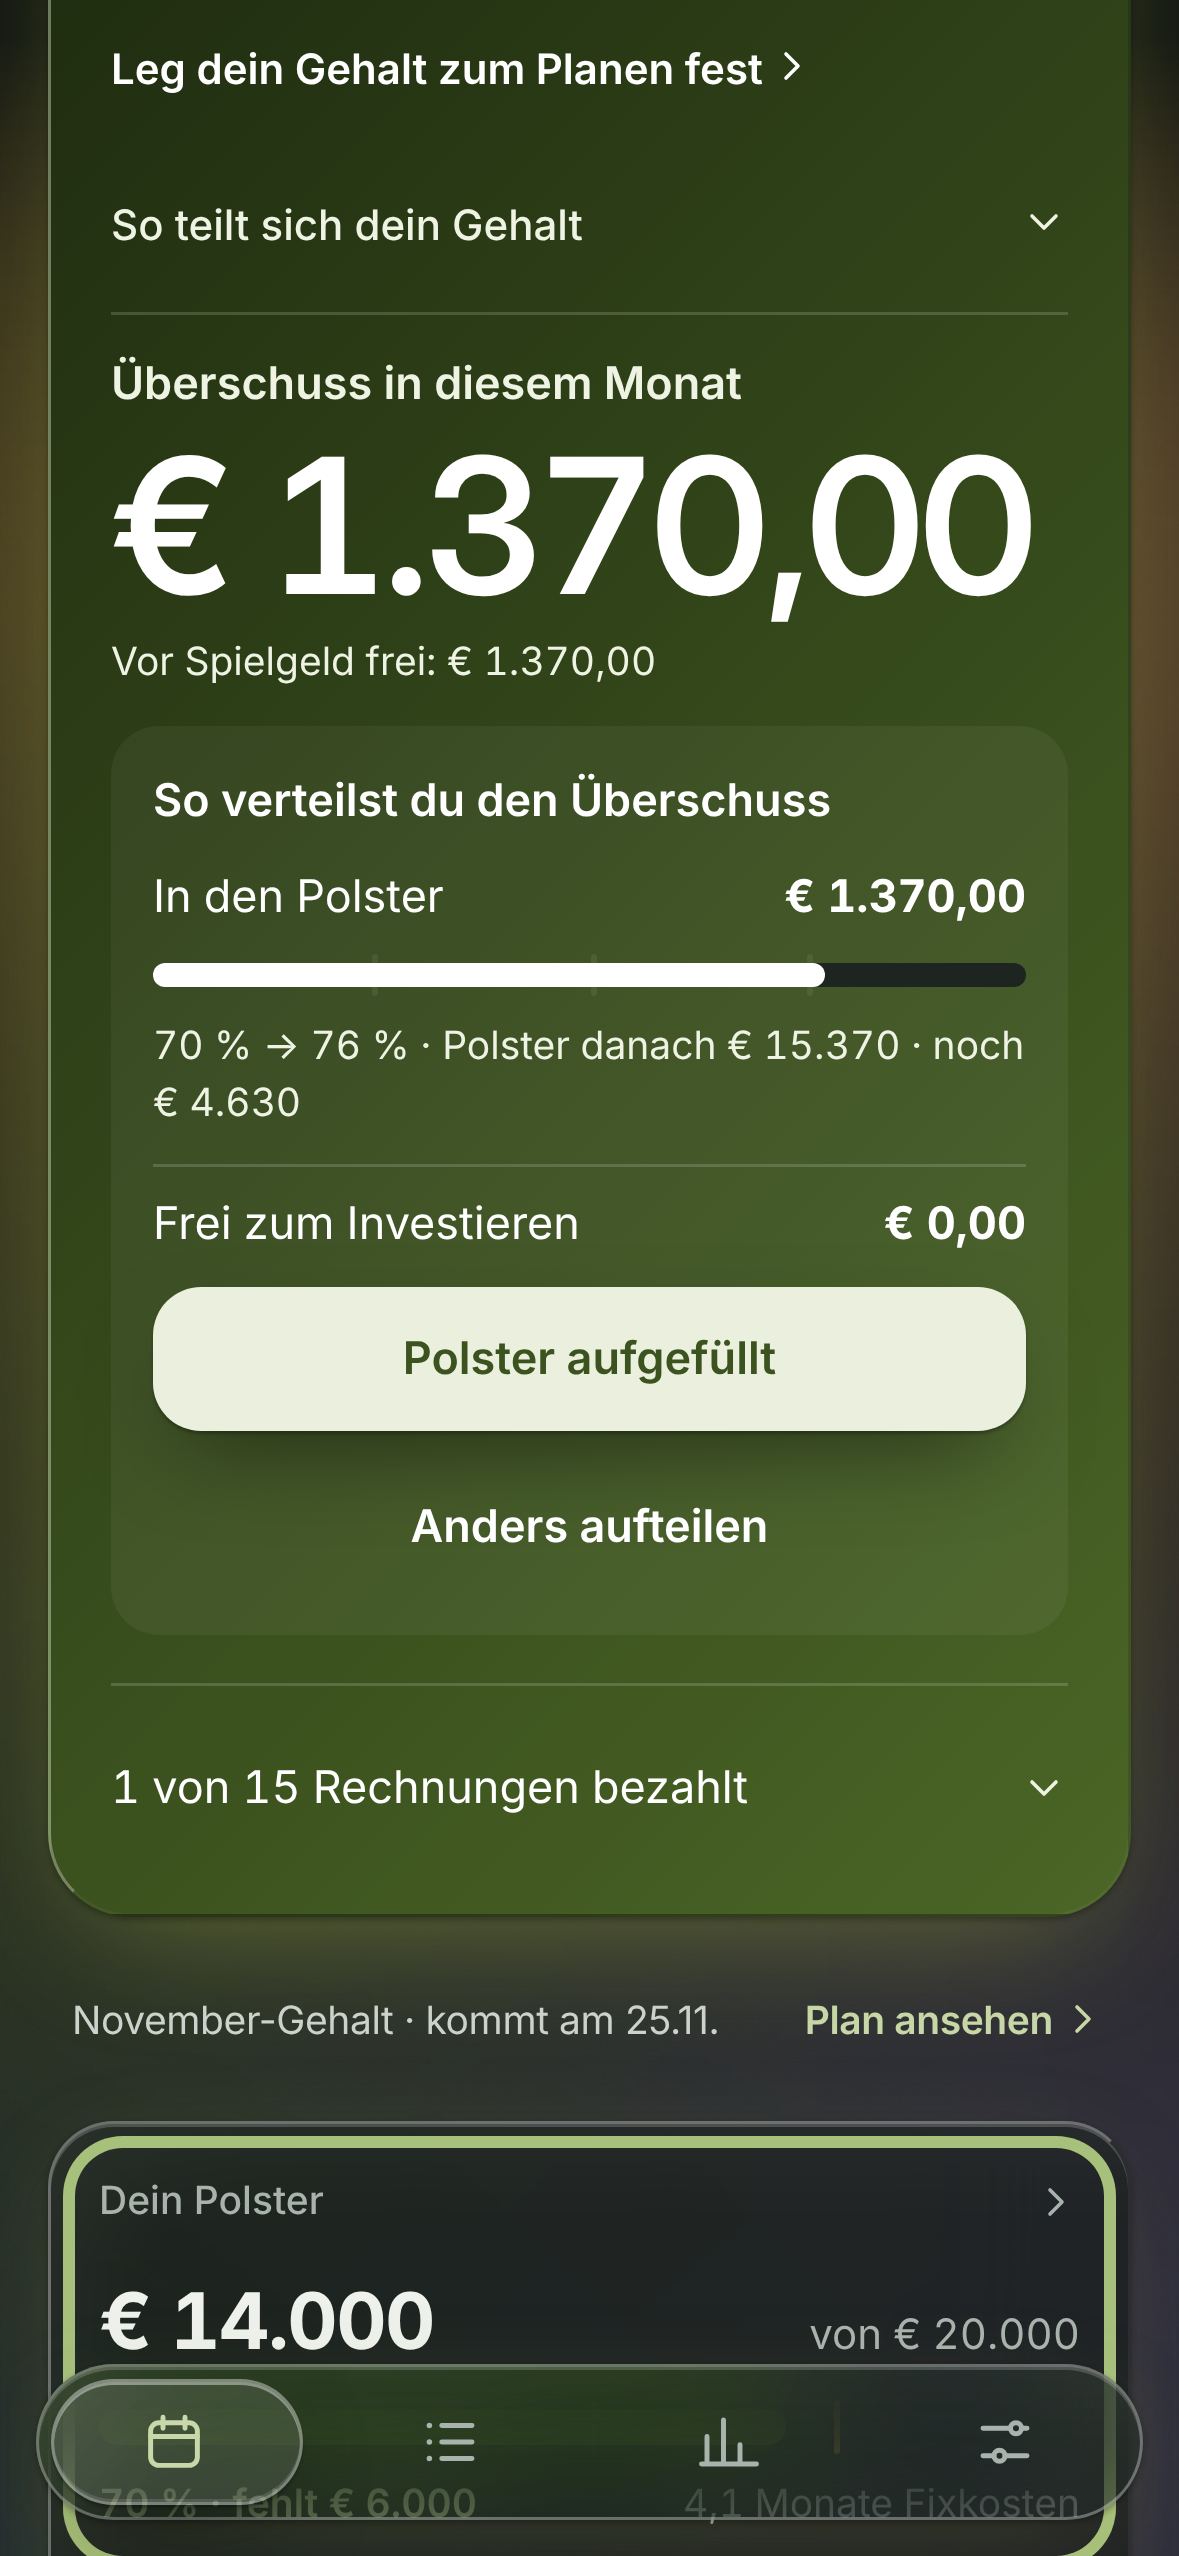 Leg dein Gehalt zum Planen fest
So teilt sich dein Gehalt
Überschuss in diesem Monat
€ 1.370,00
Vor Spielgeld frei: € 1.370,00
So verteilst du den Überschuss
In den Polster € 1.370,00
70 % → 76 % · Polster danach € 15.370 · noch
€ 4.630
Frei zum Investieren € 0,00
Polster aufgefüllt
Anders aufteilen
1 von 15 Rechnungen bezahlt
November-Gehalt · kommt am 25.11. Plan ansehen
Dein Polster
€ 14.000 von € 20.000
70 % · fehlt € 6.000 4,1 Monate Fixkosten